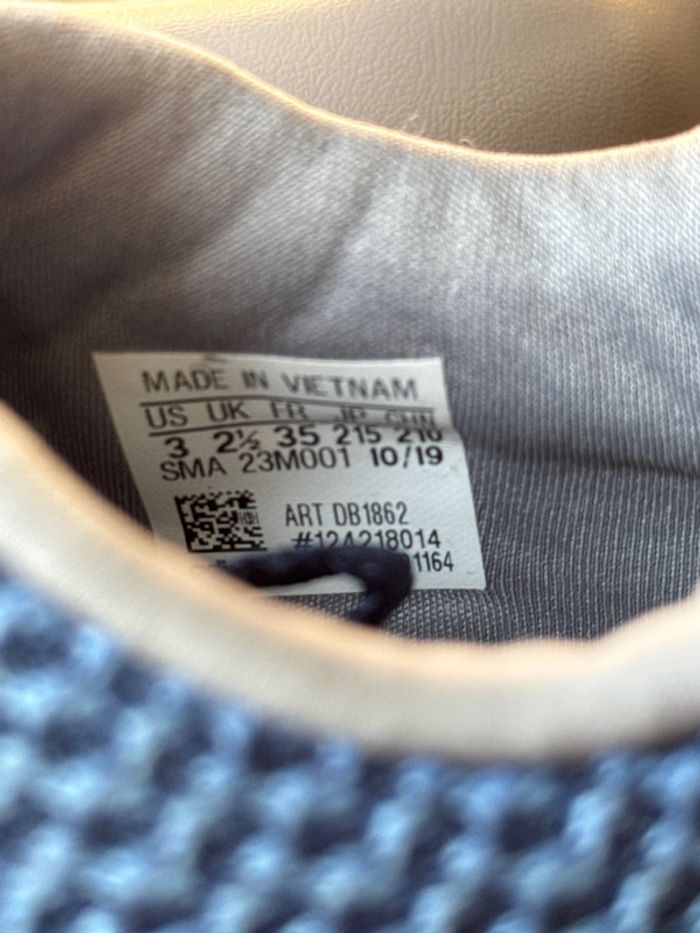 MADE IN VIETNAM
US UK FR JP CHN
3 2½ 35 215 210
SMA 23M001 10/19
ART DB1862
#124218014
1164